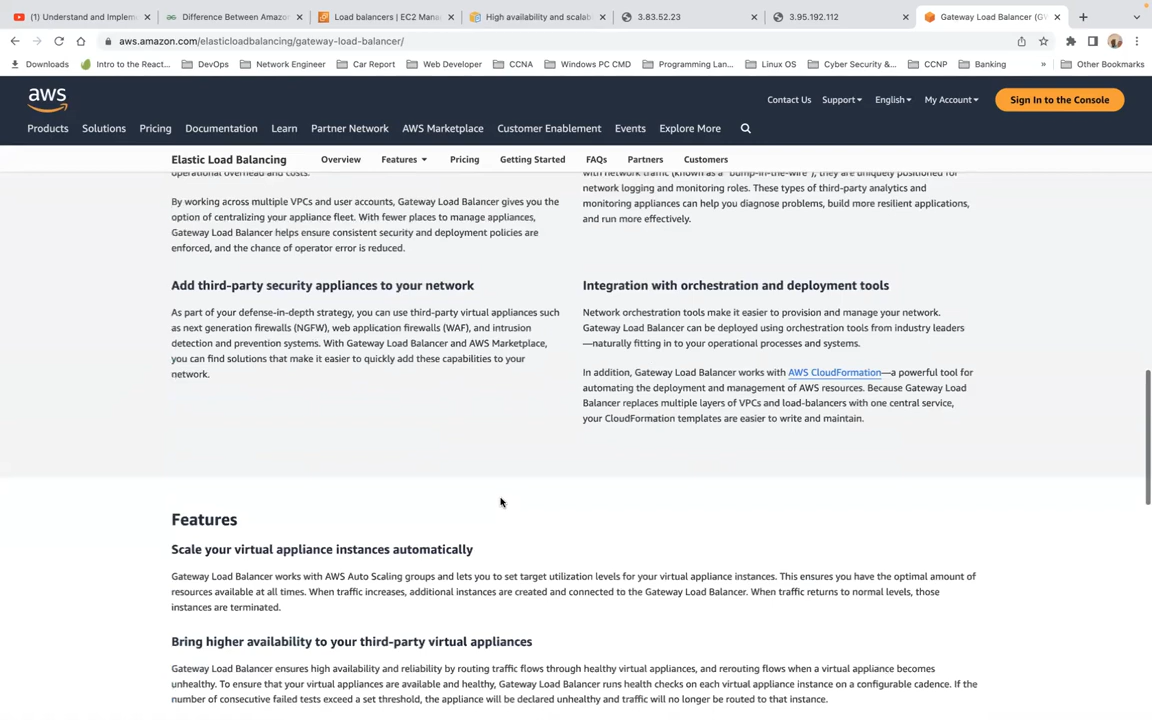 (1) Understand and Implem
Difference Between Amazo
Load balancers | EC2 Mana
High availability and scalab
3.83.52.23
3.95.192.112
Gateway Load Balancer (GW
aws.amazon.com/elasticloadbalancing/gateway-load-balancer/
Downloads
Intro to the React...
DevOps
Network Engineer
Car Report
Web Developer
CCNA
Windows PC CMD
Programming Lan...
Linux OS
Cyber Security &...
CCNP
Banking
»
Other Bookmarks
aws
Contact Us
Support
English
My Account
Sign In to the Console
Products
Solutions
Pricing
Documentation
Learn
Partner Network
AWS Marketplace
Customer Enablement
Events
Explore More
Elastic Load Balancing
Overview
Features
Pricing
Getting Started
FAQs
Partners
Customers
operational overhead and costs.
By working across multiple VPCs and user accounts, Gateway Load Balancer gives you the
option of centralizing your appliance fleet. With fewer places to manage appliances,
Gateway Load Balancer helps ensure consistent security and deployment policies are
enforced, and the chance of operator error is reduced.
with network traffic (known as a "bump-in-the-wire"), they are uniquely positioned for
network logging and monitoring roles. These types of third-party analytics and
monitoring appliances can help you diagnose problems, build more resilient applications,
and run more effectively.
Add third-party security appliances to your network
As part of your defense-in-depth strategy, you can use third-party virtual appliances such
as next generation firewalls (NGFW), web application firewalls (WAF), and intrusion
detection and prevention systems. With Gateway Load Balancer and AWS Marketplace,
you can find solutions that make it easier to quickly add these capabilities to your
network.
Integration with orchestration and deployment tools
Network orchestration tools make it easier to provision and manage your network.
Gateway Load Balancer can be deployed using orchestration tools from industry leaders
—naturally fitting in to your operational processes and systems.
In addition, Gateway Load Balancer works with AWS CloudFormation—a powerful tool for
automating the deployment and management of AWS resources. Because Gateway Load
Balancer replaces multiple layers of VPCs and load-balancers with one central service,
your CloudFormation templates are easier to write and maintain.
Features
Scale your virtual appliance instances automatically
Gateway Load Balancer works with AWS Auto Scaling groups and lets you to set target utilization levels for your virtual appliance instances. This ensures you have the optimal amount of
resources available at all times. When traffic increases, additional instances are created and connected to the Gateway Load Balancer. When traffic returns to normal levels, those
instances are terminated.
Bring higher availability to your third-party virtual appliances
Gateway Load Balancer ensures high availability and reliability by routing traffic flows through healthy virtual appliances, and rerouting flows when a virtual appliance becomes
unhealthy. To ensure that your virtual appliances are available and healthy, Gateway Load Balancer runs health checks on each virtual appliance instance on a configurable cadence. If the
number of consecutive failed tests exceed a set threshold, the appliance will be declared unhealthy and traffic will no longer be routed to that instance.